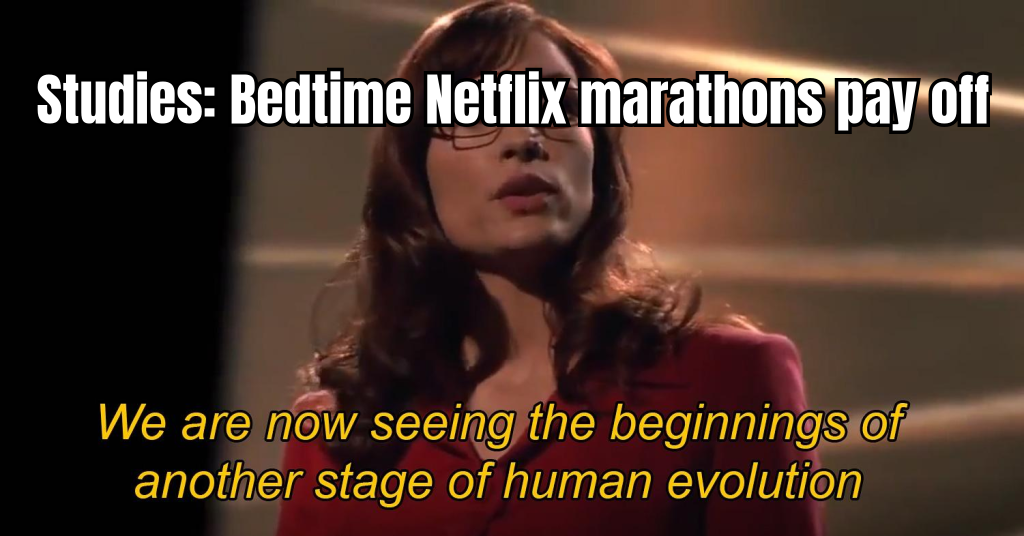 Studies: Bedtime Netflix marathons pay off
We are now seeing the beginnings of
another stage of human evolution